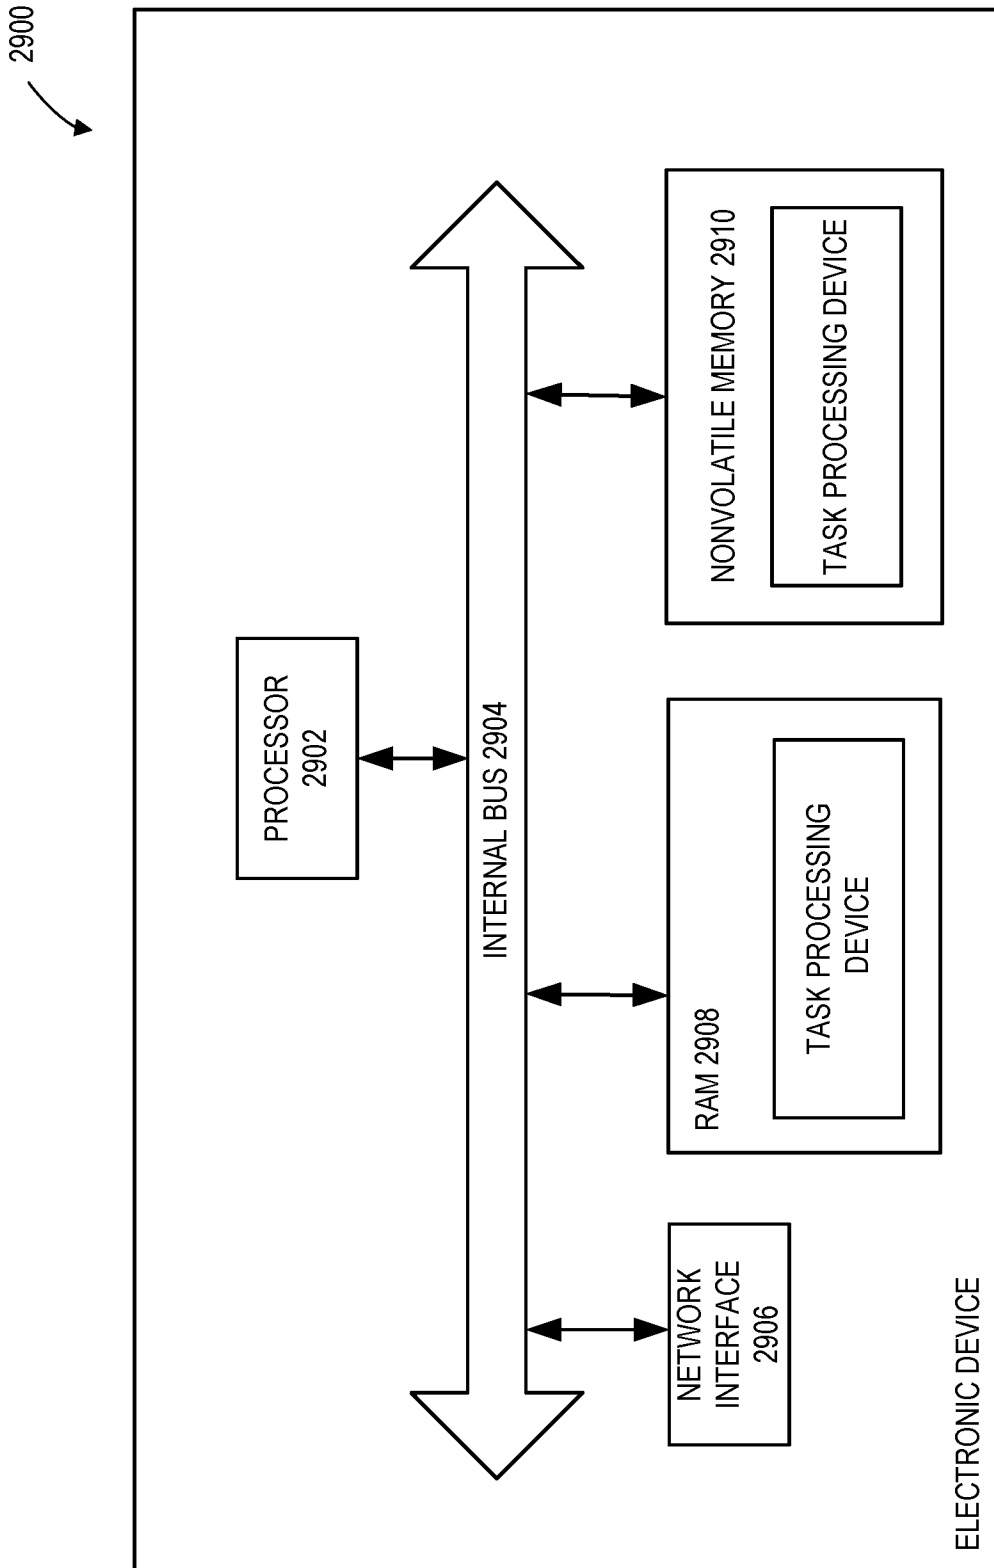 2900
PROCESSOR
2902
INTERNAL BUS 2904
NETWORK
INTERFACE
2906
RAM 2908
TASK PROCESSING
DEVICE
NONVOLATILE MEMORY 2910
TASK PROCESSING DEVICE
ELECTRONIC DEVICE